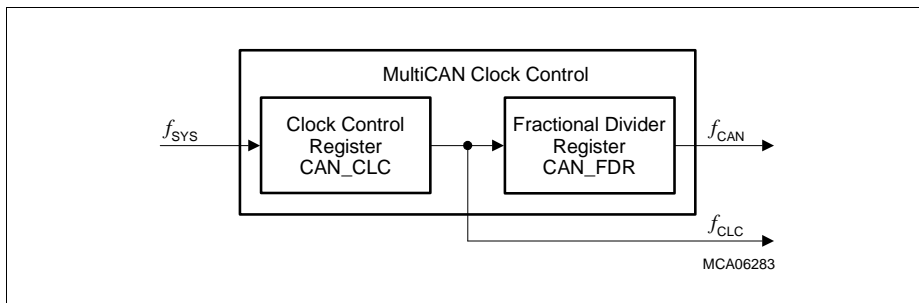 MultiCAN Clock Control
fSYS
Clock Control
Register
CAN_CLC
Fractional Divider
Register
CAN_FDR
fCAN
fCLC
MCA06283